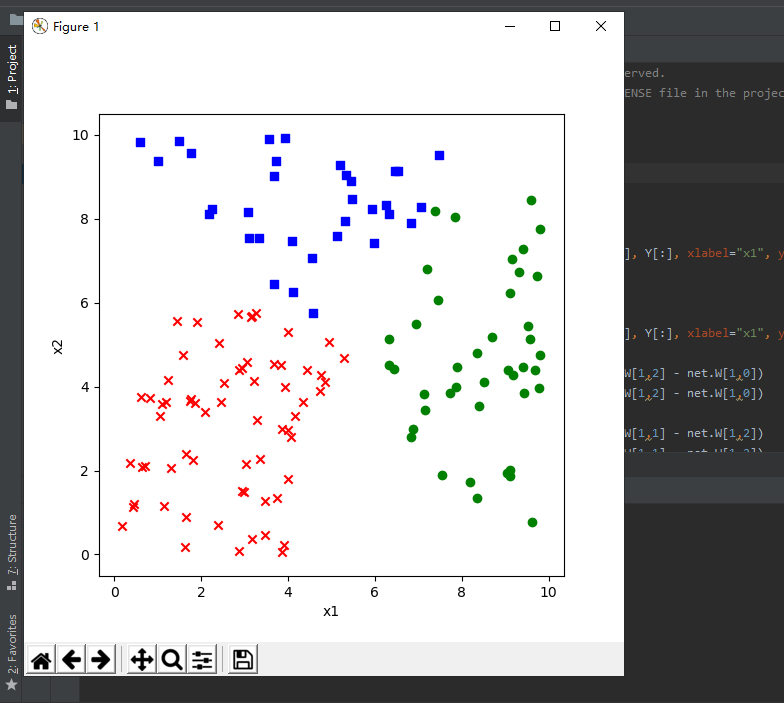 Figure 1
1: Project
erved.
ENSE file in the projec
], Y[:], xlabel="x1", y
], Y[:], xlabel="x1", y
W[1,2] - net.W[1,0])
W[1,2] - net.W[1,0])
W[1,1] - net.W[1,2])
10
8
6
4
2
0
x2
0 2 4 6 8 10
x1
7: Structure
2: Favorites